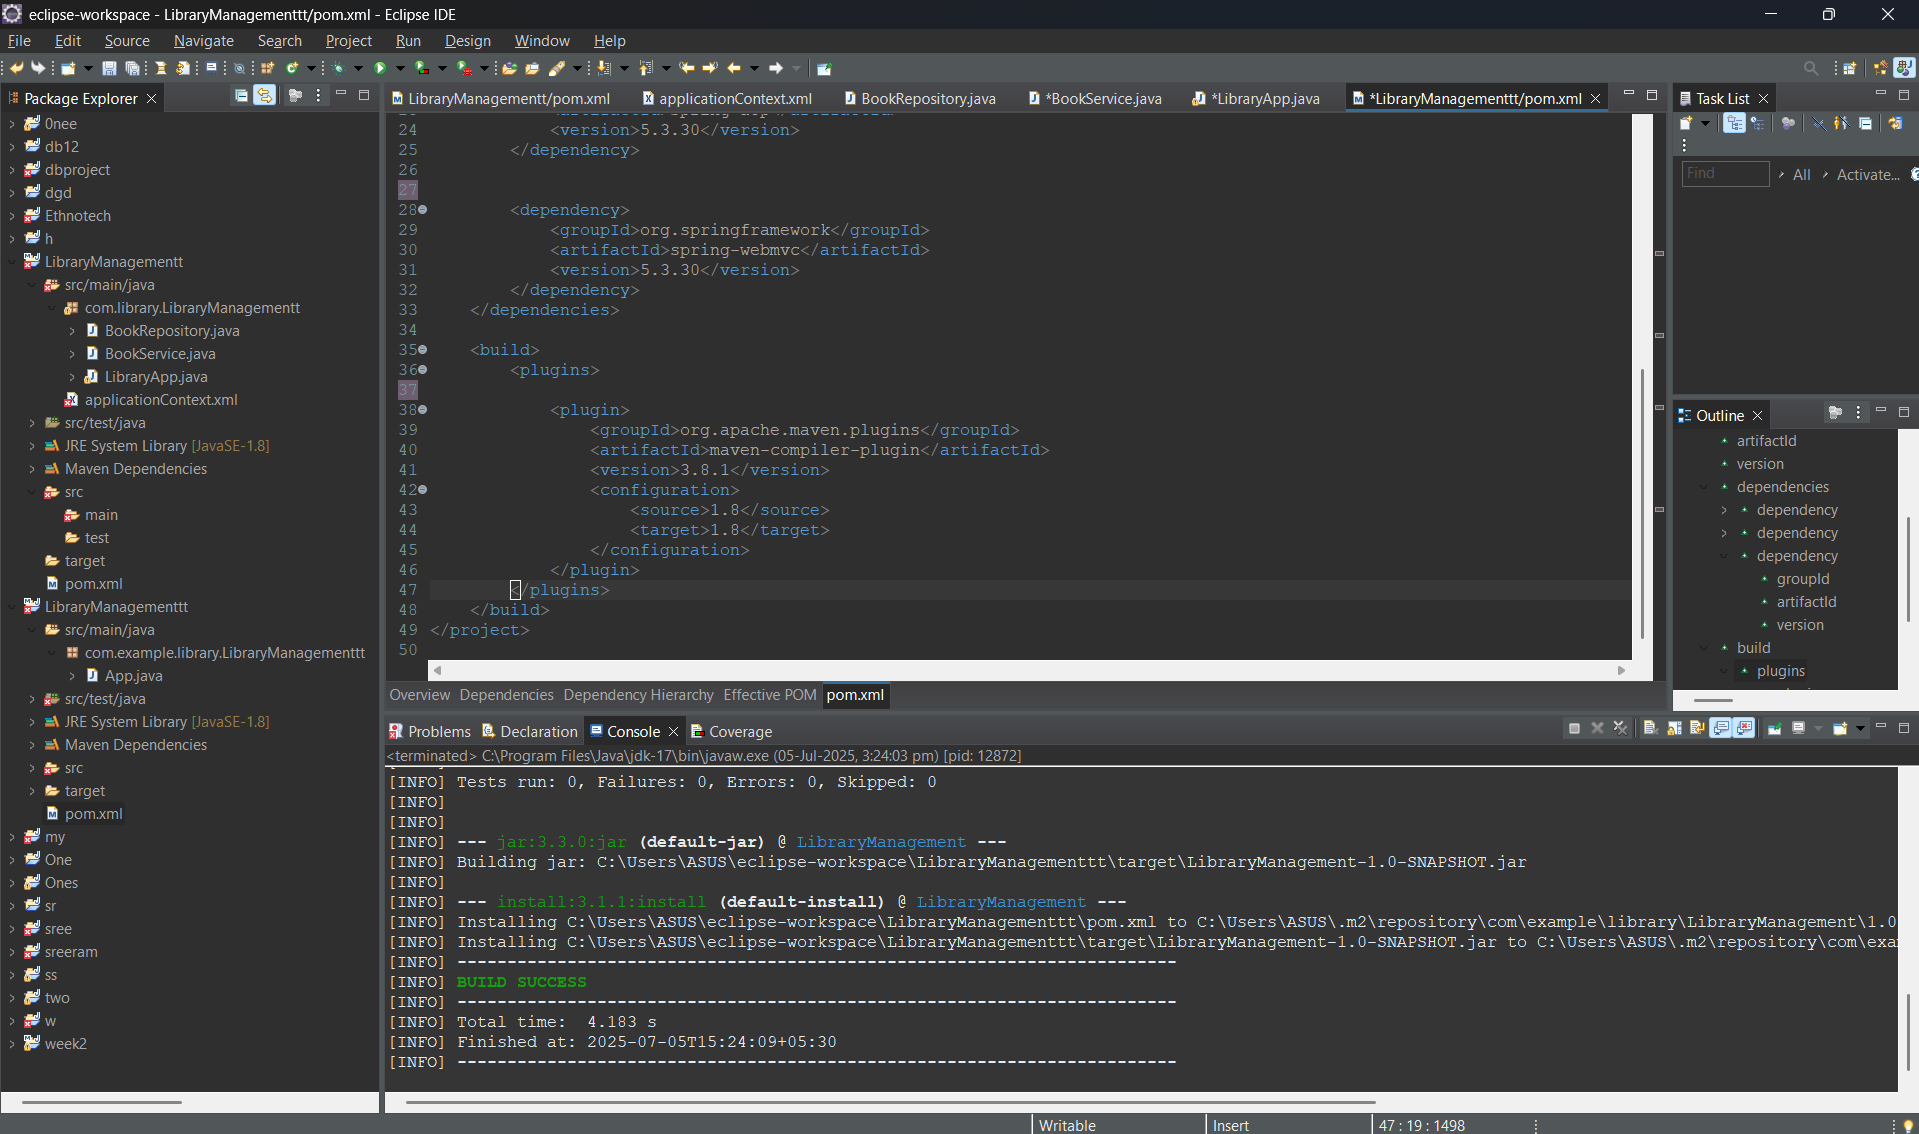 eclipse-workspace - LibraryManagementtt/pom.xml - Eclipse IDE
File Edit Source Navigate Search Project Run Design Window Help
Package Explorer
0nee
db12
dbproject
dgd
Ethnotech
h
LibraryManagementt
src/main/java
com.library.LibraryManagementt
BookRepository.java
BookService.java
LibraryApp.java
applicationContext.xml
src/test/java
JRE System Library [JavaSE-1.8]
Maven Dependencies
src
main
test
target
pom.xml
LibraryManagementtt
src/main/java
com.example.library.LibraryManagementtt
App.java
src/test/java
JRE System Library [JavaSE-1.8]
Maven Dependencies
src
target
pom.xml
my
One
Ones
sr
sree
sreeram
ss
two
w
week2
LibraryManagementt/pom.xml applicationContext.xml BookRepository.java *BookService.java *LibraryApp.java *LibraryManagementtt/pom.xml
24 <version>5.3.30</version>
25 </dependency>
26
27
28 <dependency>
29 <groupId>org.springframework</groupId>
30 <artifactId>spring-webmvc</artifactId>
31 <version>5.3.30</version>
32 </dependency>
33 </dependencies>
34
35 <build>
36 <plugins>
37
38 <plugin>
39 <groupId>org.apache.maven.plugins</groupId>
40 <artifactId>maven-compiler-plugin</artifactId>
41 <version>3.8.1</version>
42 <configuration>
43 <source>1.8</source>
44 <target>1.8</target>
45 </configuration>
46 </plugin>
47 </plugins>
48 </build>
49 </project>
50
Overview Dependencies Dependency Hierarchy Effective POM pom.xml
Problems Declaration Console Coverage
<terminated> C:\Program Files\Java\jdk-17\bin\javaw.exe (05-Jul-2025, 3:24:03 pm) [pid: 12872]
[INFO] Tests run: 0, Failures: 0, Errors: 0, Skipped: 0
[INFO]
[INFO]
[INFO] --- jar:3.3.0:jar (default-jar) @ LibraryManagement ---
[INFO] Building jar: C:\Users\ASUS\eclipse-workspace\LibraryManagementtt\target\LibraryManagement-1.0-SNAPSHOT.jar
[INFO]
[INFO] --- install:3.1.1:install (default-install) @ LibraryManagement ---
[INFO] Installing C:\Users\ASUS\eclipse-workspace\LibraryManagementtt\pom.xml to C:\Users\ASUS\.m2\repository\com\example\library\LibraryManagement\1.0
[INFO] Installing C:\Users\ASUS\eclipse-workspace\LibraryManagementtt\target\LibraryManagement-1.0-SNAPSHOT.jar to C:\Users\ASUS\.m2\repository\com\exa
[INFO] ------------------------------------------------------------------------
[INFO] BUILD SUCCESS
[INFO] ------------------------------------------------------------------------
[INFO] Total time:  4.183 s
[INFO] Finished at: 2025-07-05T15:24:09+05:30
[INFO] ------------------------------------------------------------------------
Task List
Find All Activate...
Outline
artifactId
version
dependencies
dependency
dependency
dependency
groupId
artifactId
version
build
plugins
Writable Insert 47 : 19 : 1498